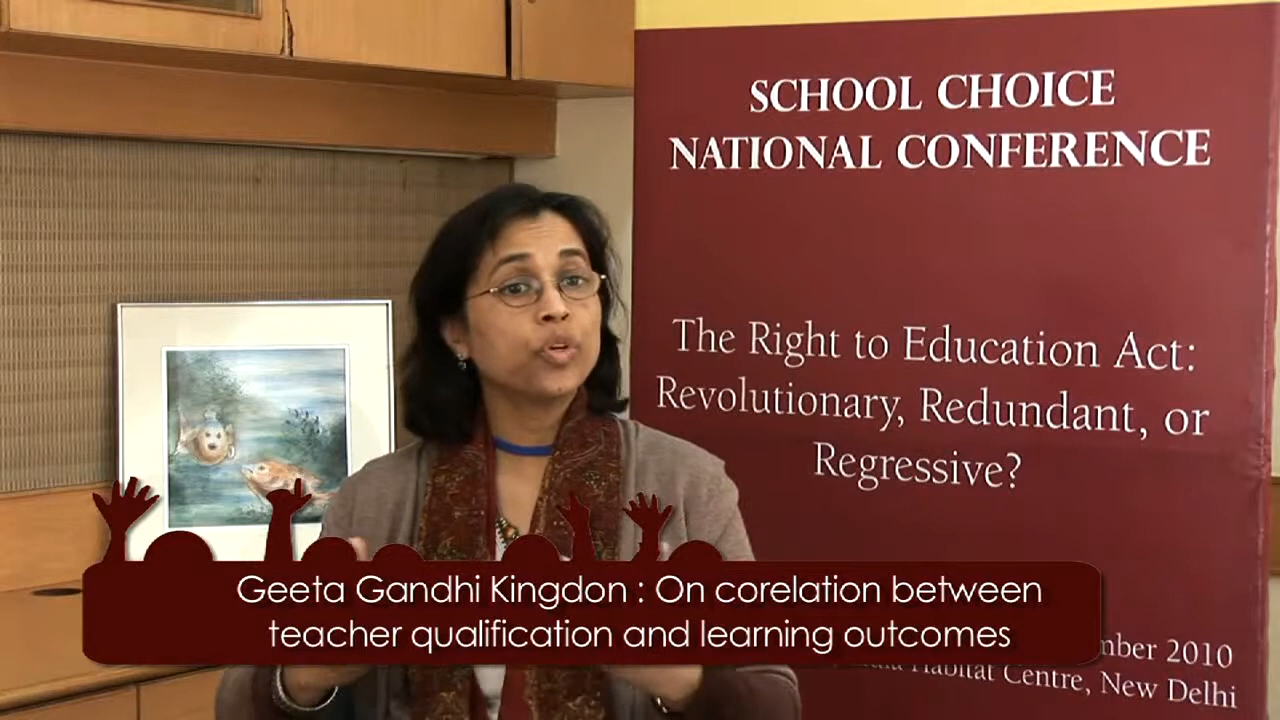 SCHOOL CHOICE
NATIONAL CONFERENCE
The Right to Education Act:
Revolutionary, Redundant, or
Regressive?
Geeta Gandhi Kingdon : On corelation between
teacher qualification and learning outcomes
2010
Habitat Centre, New Delhi